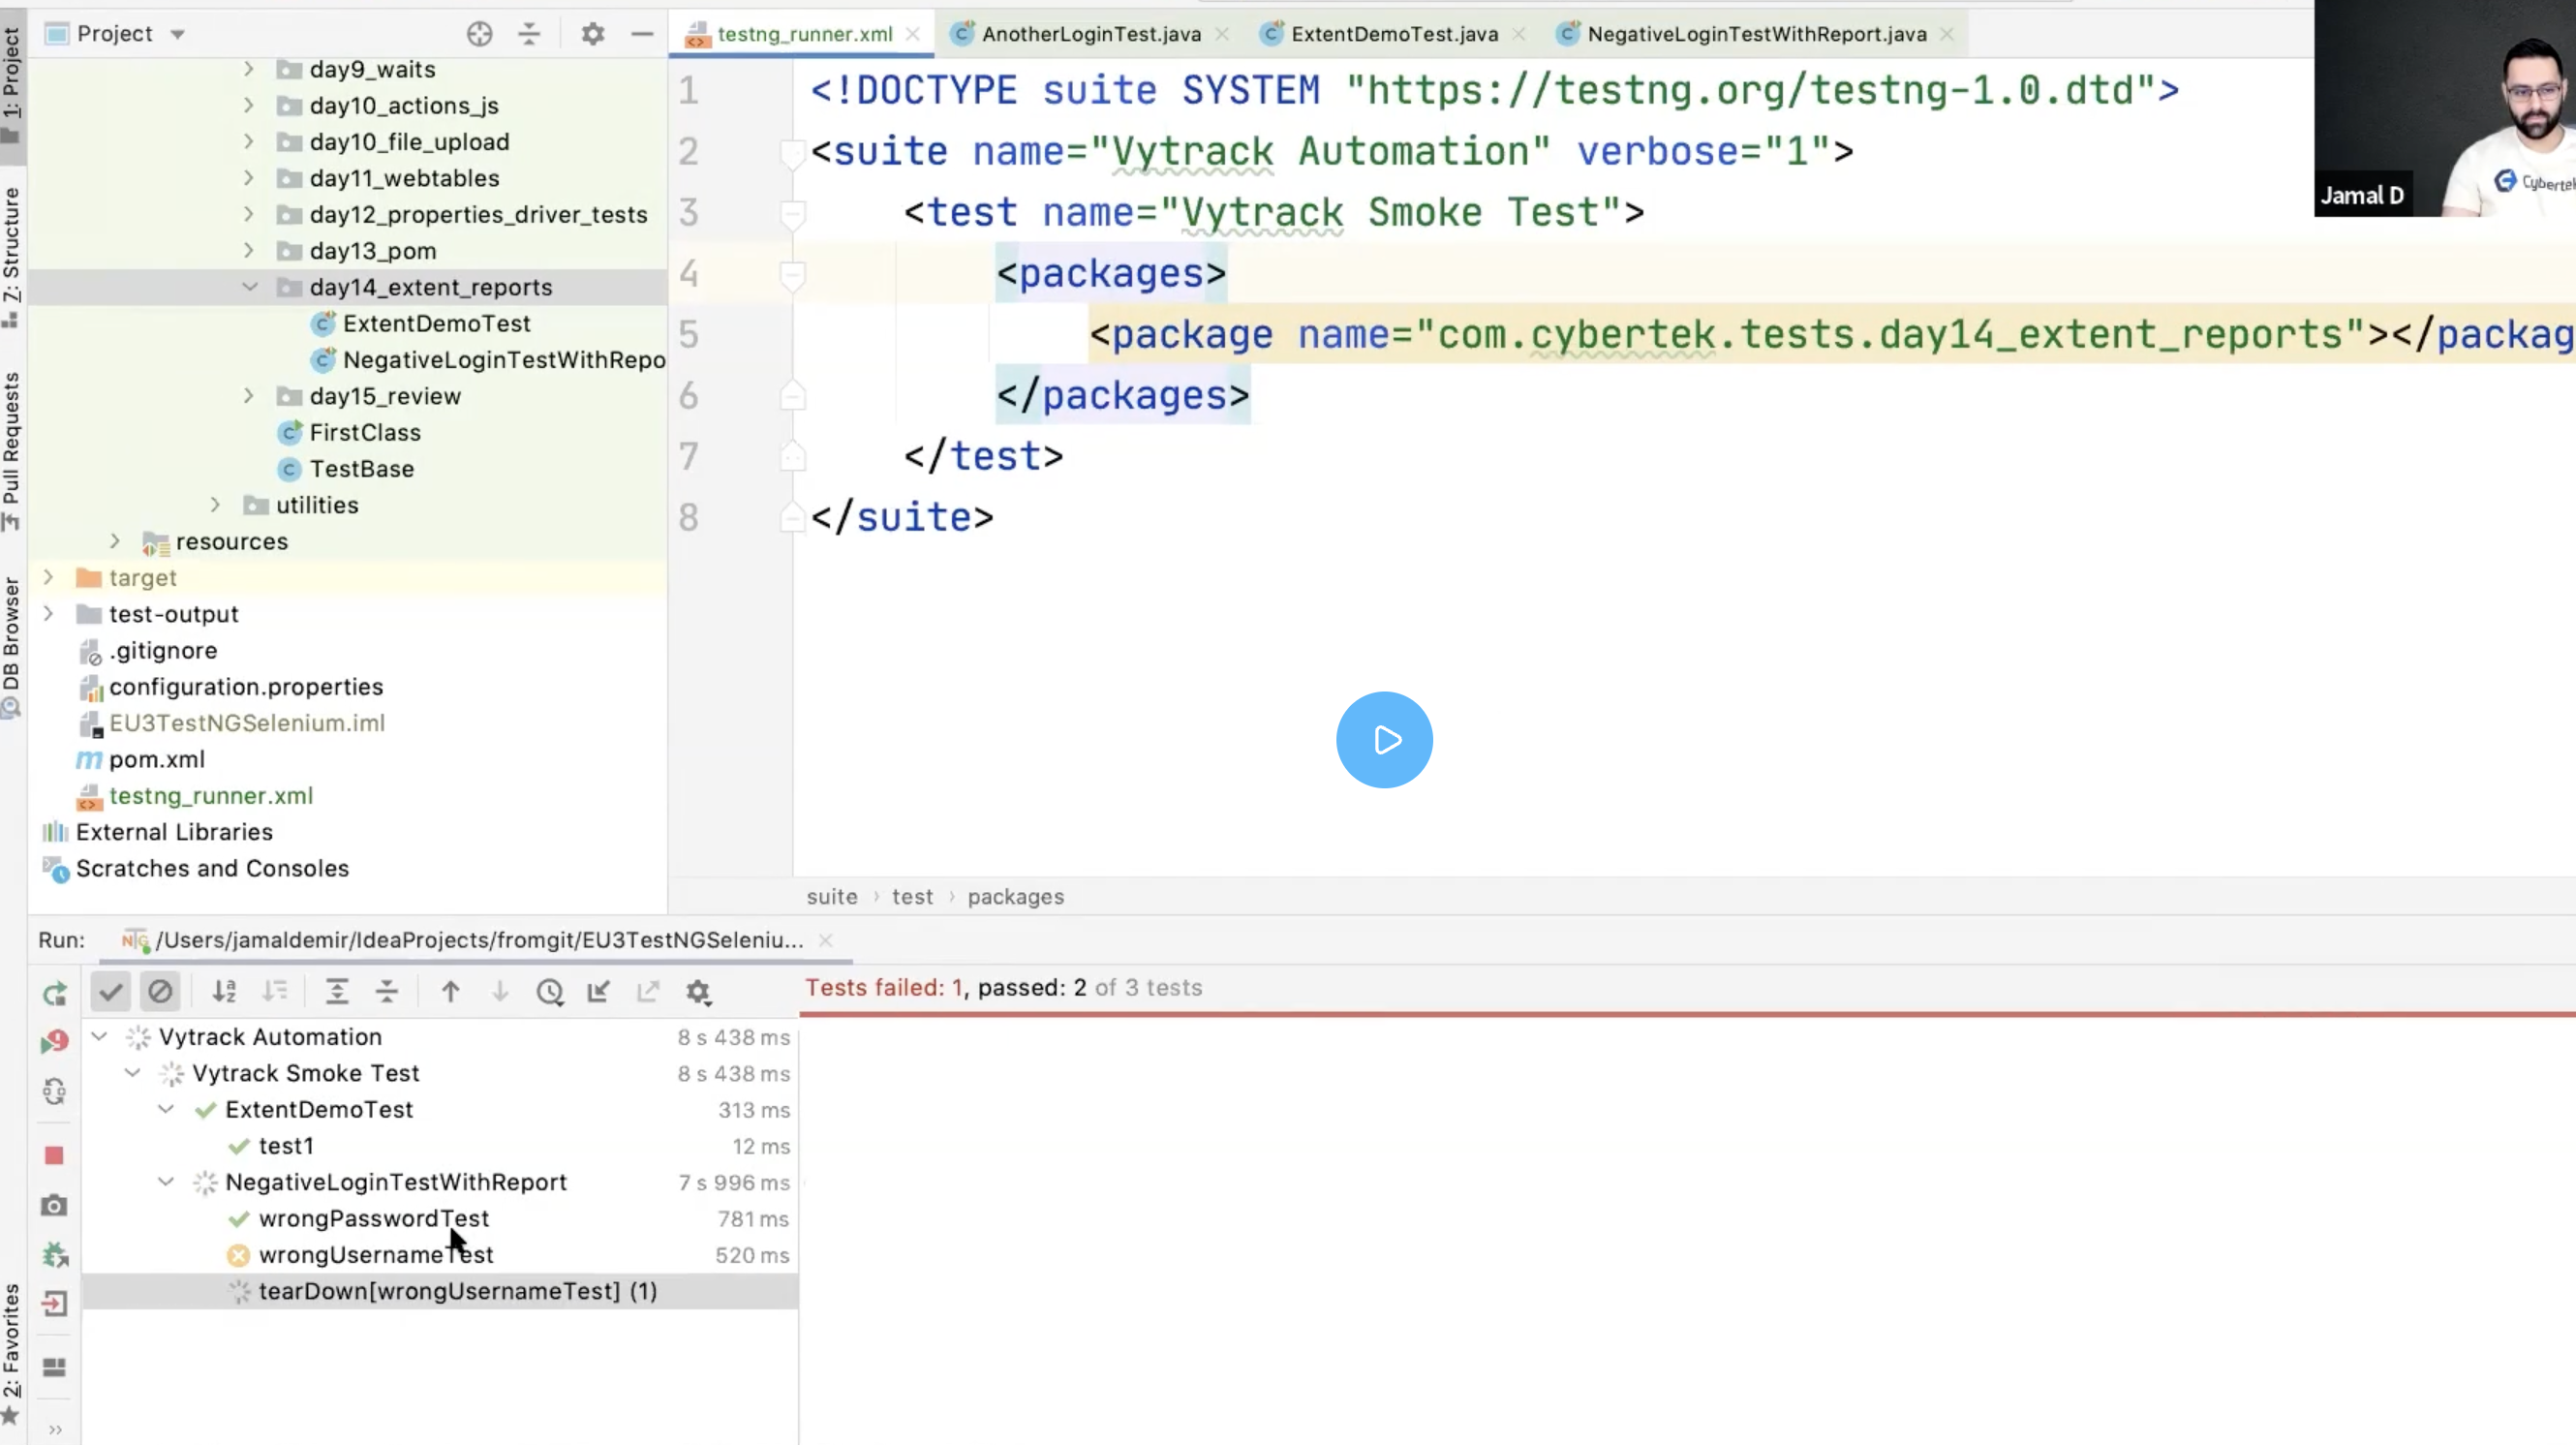 Project
testng_runner.xml
AnotherLoginTest.java
ExtentDemoTest.java
NegativeLoginTestWithReport.java
1: Project
7: Structure
Pull Requests
DB Browser
2: Favorites
day9_waits
day10_actions_js
day10_file_upload
day11_webtables
day12_properties_driver_tests
day13_pom
day14_extent_reports
ExtentDemoTest
NegativeLoginTestWithRepo
day15_review
FirstClass
TestBase
utilities
resources
target
test-output
.gitignore
configuration.properties
EU3TestNGSelenium.iml
pom.xml
testng_runner.xml
External Libraries
Scratches and Consoles
1 <!DOCTYPE suite SYSTEM "https://testng.org/testng-1.0.dtd">
2 <suite name="Vytrack Automation" verbose="1">
3 <test name="Vytrack Smoke Test">
4 <packages>
5 <package name="com.cybertek.tests.day14_extent_reports"></packag
6 </packages>
7 </test>
8 </suite>
Jamal D
Cybertek
suite › test › packages
Run: /Users/jamaldemir/IdeaProjects/fromgit/EU3TestNGSeleniu...
Tests failed: 1, passed: 2 of 3 tests
Vytrack Automation 8 s 438 ms
Vytrack Smoke Test 8 s 438 ms
ExtentDemoTest 313 ms
test1 12 ms
NegativeLoginTestWithReport 7 s 996 ms
wrongPasswordTest 781 ms
wrongUsernameTest 520 ms
tearDown[wrongUsernameTest] (1)